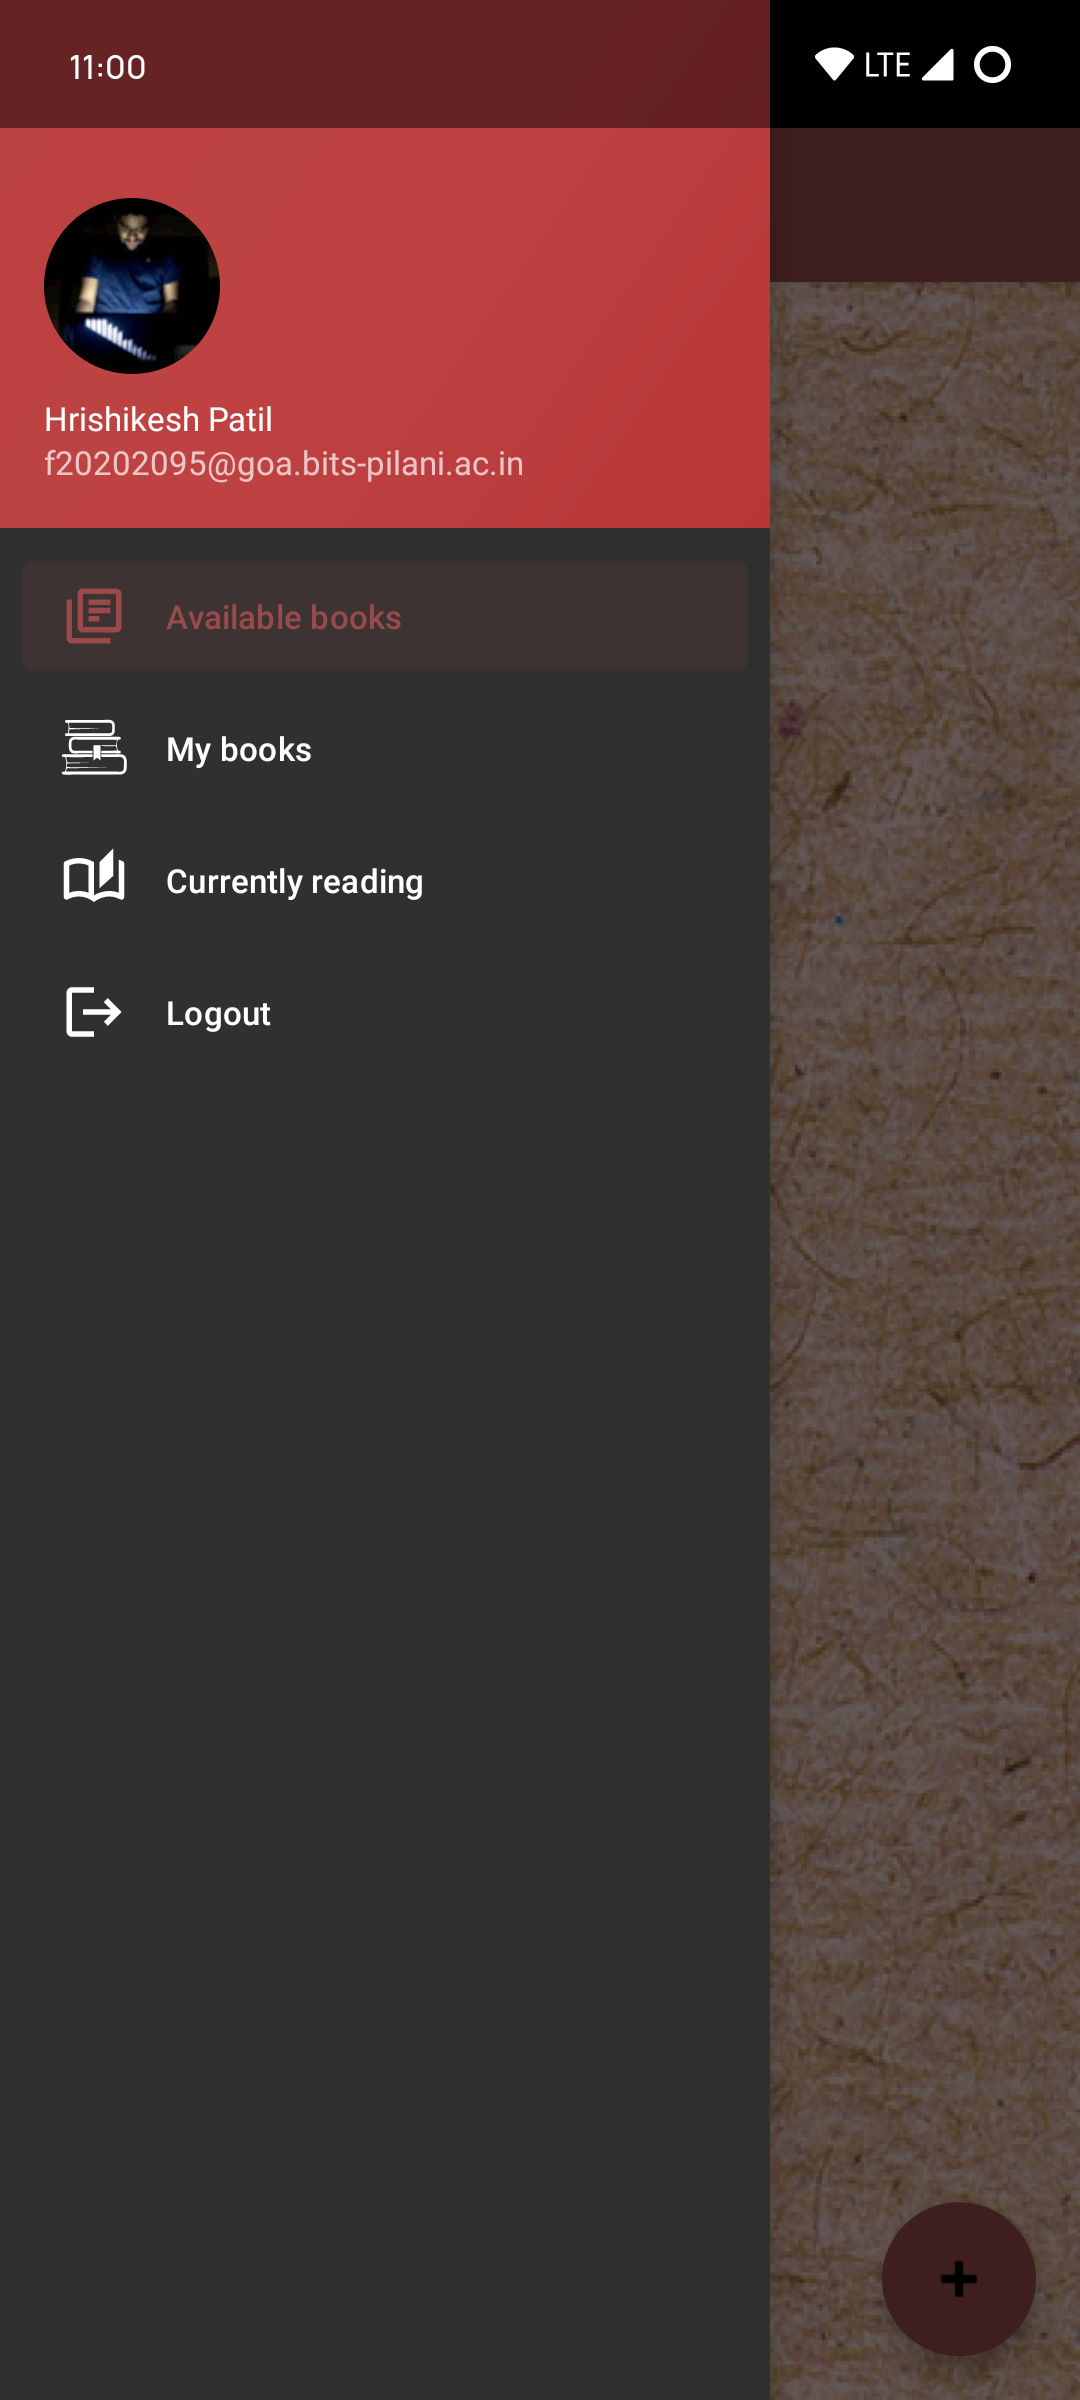 11:00
LTE
Hrishikesh Patil
f20202095@goa.bits-pilani.ac.in
Available books
My books
Currently reading
Logout